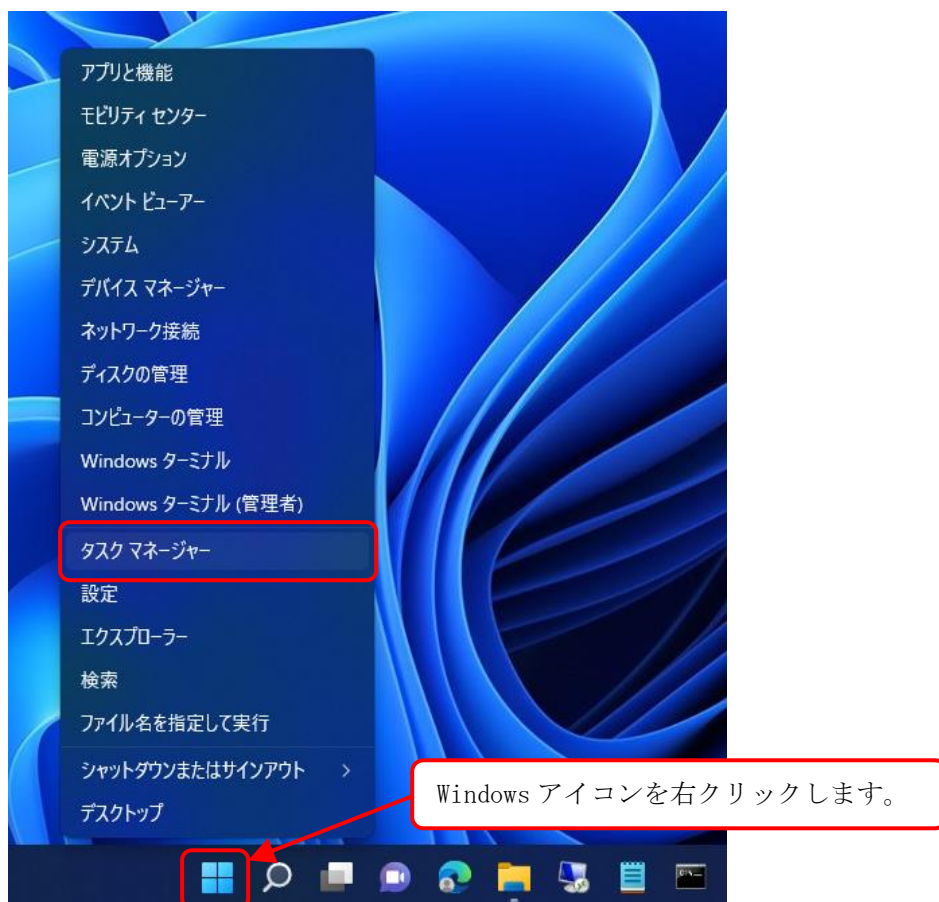 アプリと機能
モビリティ センター
電源オプション
イベント ビューアー
システム
デバイス マネージャー
ネットワーク接続
ディスクの管理
コンピューターの管理
Windows ターミナル
Windows ターミナル (管理者)
タスク マネージャー
設定
エクスプローラー
検索
ファイル名を指定して実行
シャットダウンまたはサインアウト
デスクトップ
Windows アイコンを右クリックします。